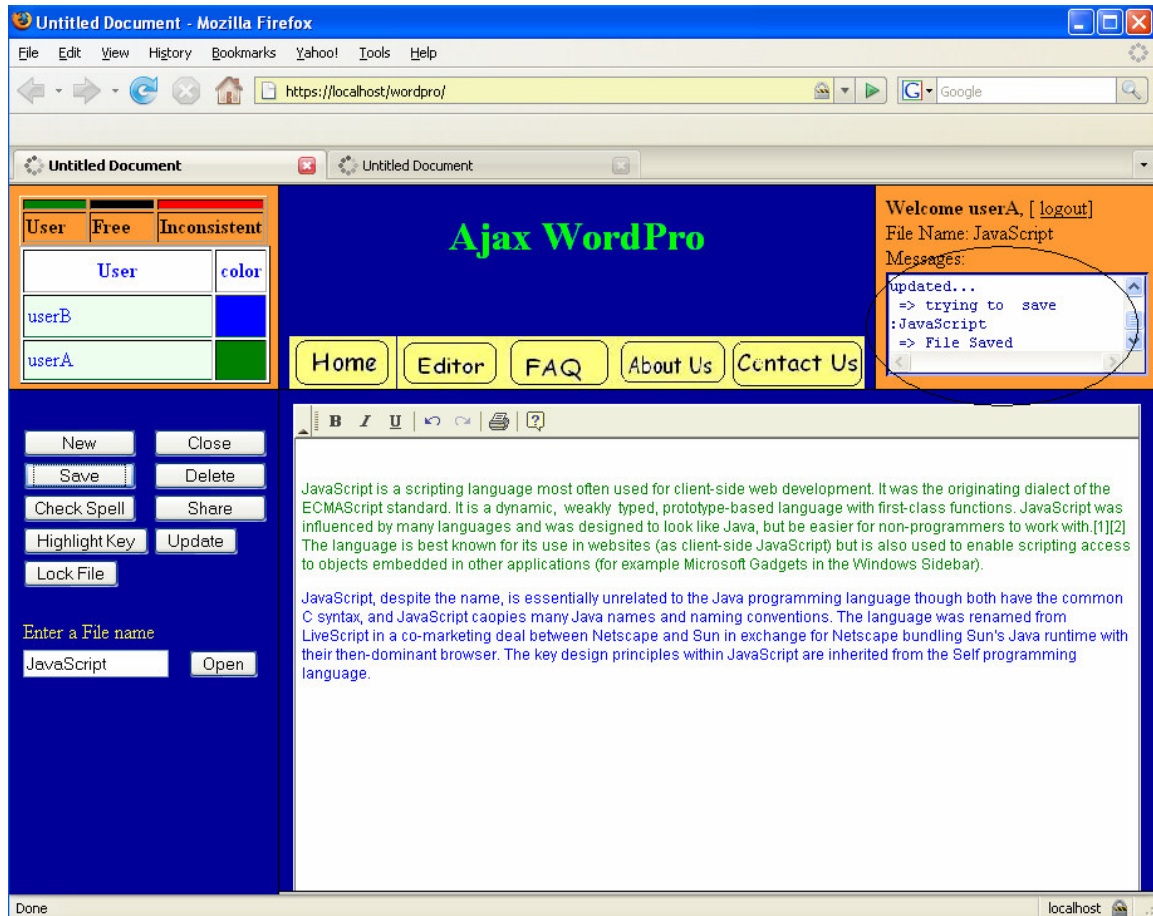 Untitled Document - Mozilla Firefox
File Edit View History Bookmarks Yahoo! Tools Help
https://localhost/wordpro/
G Google
Untitled Document
Untitled Document
User Free Inconsistent
User color
userB
userA
Ajax WordPro
Home Editor FAQ About Us Contact Us
Welcome userA, [ logout]
File Name: JavaScript
Messages:
updated...
=> trying to save
:JavaScript
=> File Saved
New Close
Save Delete
Check Spell Share
Highlight Key Update
Lock File
Enter a File name
JavaScript Open
B I U
JavaScript is a scripting language most often used for client-side web development. It was the originating dialect of the
ECMAScript standard. It is a dynamic, weakly typed, prototype-based language with first-class functions. JavaScript was
influenced by many languages and was designed to look like Java, but be easier for non-programmers to work with.[1][2]
The language is best known for its use in websites (as client-side JavaScript) but is also used to enable scripting access
to objects embedded in other applications (for example Microsoft Gadgets in the Windows Sidebar).
JavaScript, despite the name, is essentially unrelated to the Java programming language though both have the common
C syntax, and JavaScript caopies many Java names and naming conventions. The language was renamed from
LiveScript in a co-marketing deal between Netscape and Sun in exchange for Netscape bundling Sun's Java runtime with
their then-dominant browser. The key design principles within JavaScript are inherited from the Self programming
language.
Done localhost